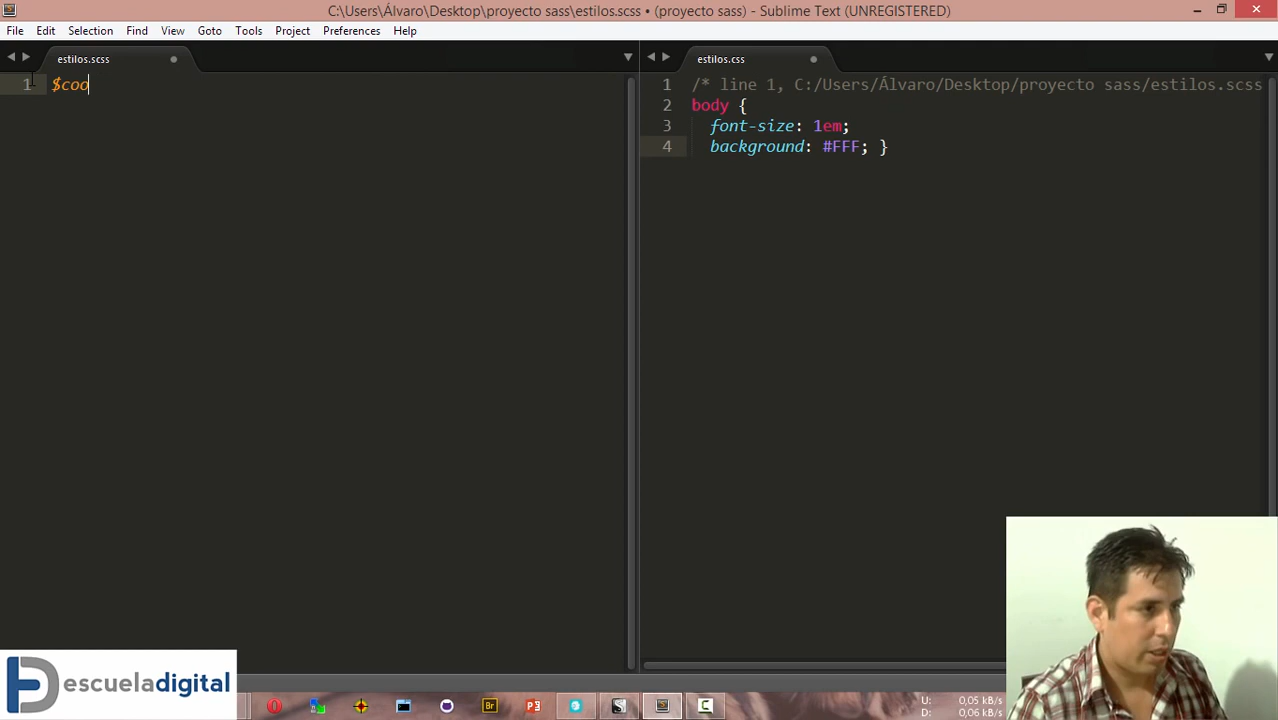 C:\Users\Álvaro\Desktop\proyecto sass\estilos.scss • (proyecto sass) - Sublime Text (UNREGISTERED)
File Edit Selection Find View Goto Tools Project Preferences Help
estilos.scss
estilos.css
1 $coo
1 /* line 1, C:/Users/Álvaro/Desktop/proyecto sass/estilos.scss
2 body {
3 font-size: 1em;
4 background: #FFF; }
escueladigital
Br
U: 0,05 kB/s
D: 0,06 kB/s